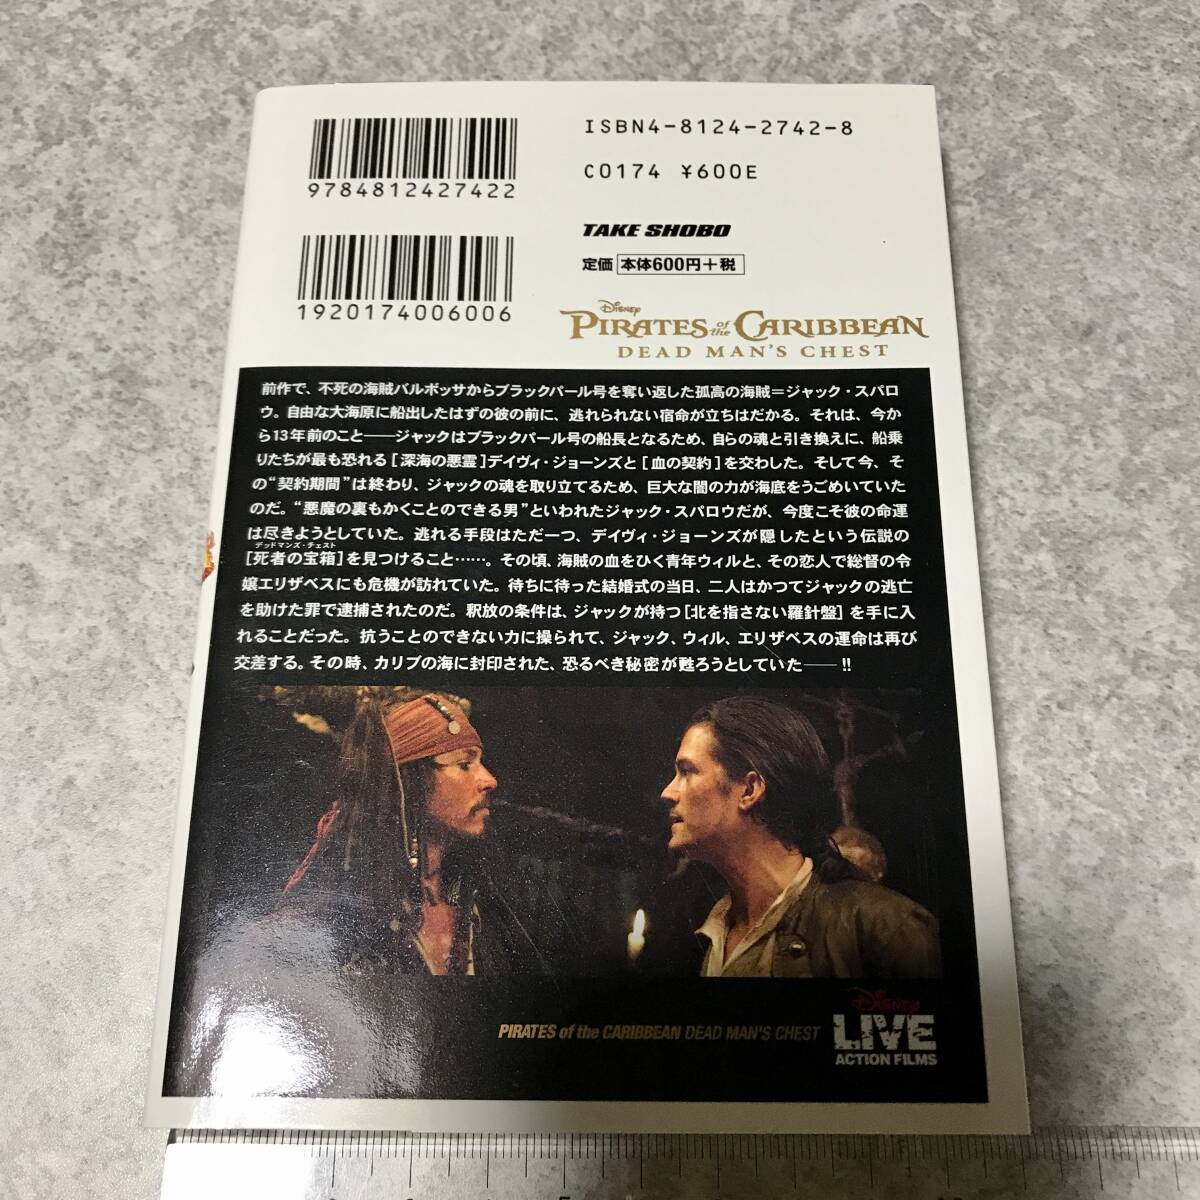 ISBN4-8124-2742-8
9784812427422
C0174 ¥600E
TAKE SHOBO
定価 本体600円+税
1920174006006
Disney
PIRATES of the CARIBBEAN
DEAD MAN'S CHEST
前作で、不死の海賊バルボッサからブラックパール号を奪い返した孤高の海賊＝ジャック・スパロ
ウ。自由な大海原に船出したはずの彼の前に、逃れられない宿命が立ちはだかる。それは、今か
ら13年前のこと――ジャックはブラックパール号の船長となるため、自らの魂と引き換えに、船乗
りたちが最も恐れる［深海の悪霊］デイヴィ・ジョーンズと［血の契約］を交わした。そして今、そ
の“契約期間”は終わり、ジャックの魂を取り立てるため、巨大な闇の力が海底をうごめいていた
のだ。“悪魔の裏もかくことのできる男”といわれたジャック・スパロウだが、今度こそ彼の命運
は尽きようとしていた。逃れる手段はただ一つ、デイヴィ・ジョーンズが隠したという伝説の
デッドマンズ・チェスト
［死者の宝箱］を見つけること……。その頃、海賊の血をひく青年ウィルと、その恋人で総督の令
嬢エリザベスにも危機が訪れていた。待ちに待った結婚式の当日、二人はかつてジャックの逃亡
を助けた罪で逮捕されたのだ。釈放の条件は、ジャックが持つ［北を指さない羅針盤］を手に入
れることだった。抗うことのできない力に操られて、ジャック、ウィル、エリザベスの運命は再び
交差する。その時、カリブの海に封印された、恐るべき秘密が甦ろうとしていた――!!
PIRATES of the CARIBBEAN DEAD MAN'S CHEST
Disney
LIVE
ACTION FILMS